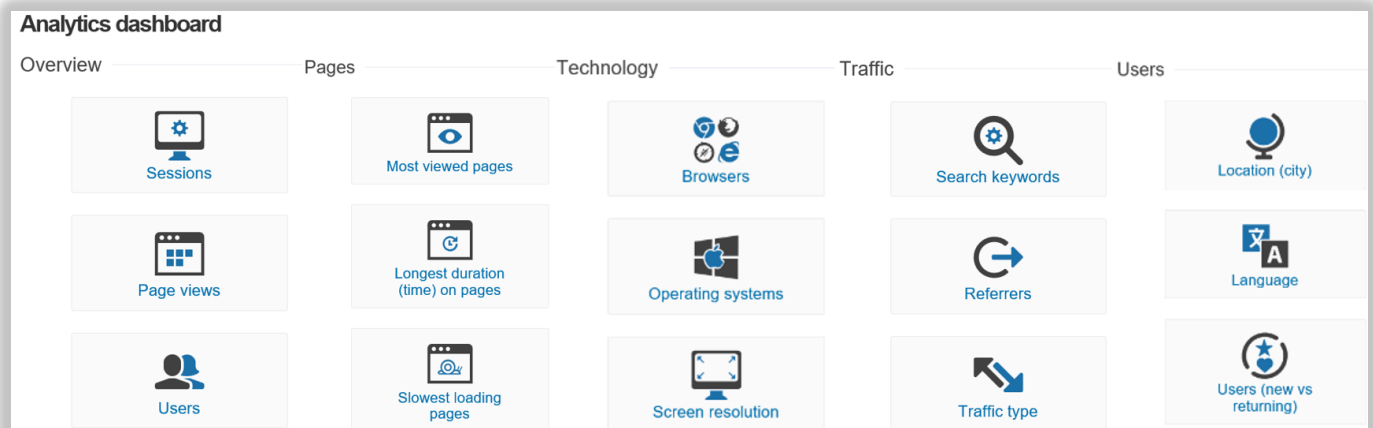 Analytics dashboard
Overview
Pages
Technology
Traffic
Users
Sessions
Most viewed pages
Browsers
Search keywords
Location (city)
Page views
Longest duration
(time) on pages
Operating systems
Referrers
文
A
Language
Users
Slowest loading
pages
Screen resolution
Traffic type
Users (new vs
returning)